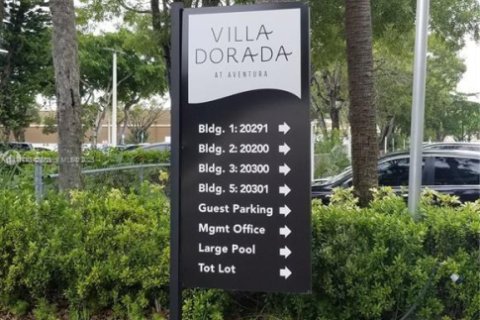 VILLA
DORADA
AT AVENTURA
Bldg. 1: 20291
Bldg. 2: 20200
Bldg. 3: 20300
Bldg. 5: 20301
Guest Parking
Mgmt Office
Large Pool
Tot Lot